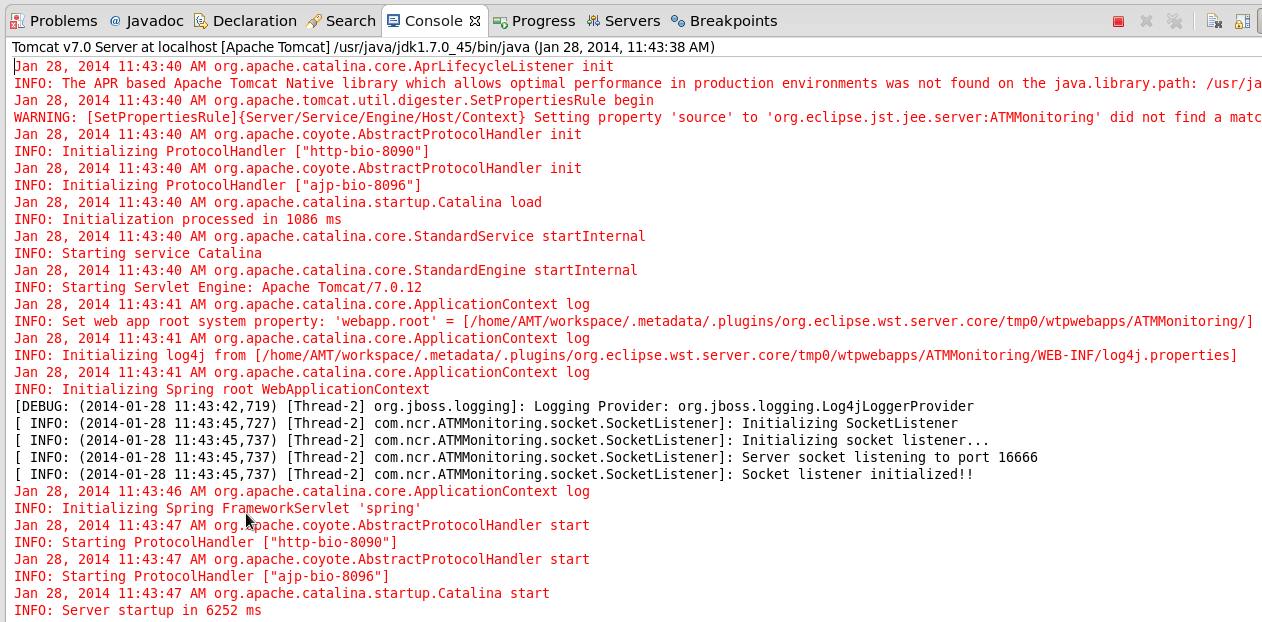 Problems @ Javadoc Declaration Search Console Progress Servers Breakpoints
Tomcat v7.0 Server at localhost [Apache Tomcat] /usr/java/jdk1.7.0_45/bin/java (Jan 28, 2014, 11:43:38 AM)
Jan 28, 2014 11:43:40 AM org.apache.catalina.core.AprLifecycleListener init
INFO: The APR based Apache Tomcat Native library which allows optimal performance in production environments was not found on the java.library.path: /usr/ja
Jan 28, 2014 11:43:40 AM org.apache.tomcat.util.digester.SetPropertiesRule begin
WARNING: [SetPropertiesRule]{Server/Service/Engine/Host/Context} Setting property 'source' to 'org.eclipse.jst.jee.server:ATMMonitoring' did not find a matc
Jan 28, 2014 11:43:40 AM org.apache.coyote.AbstractProtocolHandler init
INFO: Initializing ProtocolHandler ["http-bio-8090"]
Jan 28, 2014 11:43:40 AM org.apache.coyote.AbstractProtocolHandler init
INFO: Initializing ProtocolHandler ["ajp-bio-8096"]
Jan 28, 2014 11:43:40 AM org.apache.catalina.startup.Catalina load
INFO: Initialization processed in 1086 ms
Jan 28, 2014 11:43:40 AM org.apache.catalina.core.StandardService startInternal
INFO: Starting service Catalina
Jan 28, 2014 11:43:40 AM org.apache.catalina.core.StandardEngine startInternal
INFO: Starting Servlet Engine: Apache Tomcat/7.0.12
Jan 28, 2014 11:43:41 AM org.apache.catalina.core.ApplicationContext log
INFO: Set web app root system property: 'webapp.root' = [/home/AMT/workspace/.metadata/.plugins/org.eclipse.wst.server.core/tmp0/wtpwebapps/ATMMonitoring/]
Jan 28, 2014 11:43:41 AM org.apache.catalina.core.ApplicationContext log
INFO: Initializing log4j from [/home/AMT/workspace/.metadata/.plugins/org.eclipse.wst.server.core/tmp0/wtpwebapps/ATMMonitoring/WEB-INF/log4j.properties]
Jan 28, 2014 11:43:41 AM org.apache.catalina.core.ApplicationContext log
INFO: Initializing Spring root WebApplicationContext
[DEBUG: (2014-01-28 11:43:42,719) [Thread-2] org.jboss.logging]: Logging Provider: org.jboss.logging.Log4jLoggerProvider
[ INFO: (2014-01-28 11:43:45,727) [Thread-2] com.ncr.ATMMonitoring.socket.SocketListener]: Initializing SocketListener
[ INFO: (2014-01-28 11:43:45,737) [Thread-2] com.ncr.ATMMonitoring.socket.SocketListener]: Initializing socket listener...
[ INFO: (2014-01-28 11:43:45,737) [Thread-2] com.ncr.ATMMonitoring.socket.SocketListener]: Server socket listening to port 16666
[ INFO: (2014-01-28 11:43:45,737) [Thread-2] com.ncr.ATMMonitoring.socket.SocketListener]: Socket listener initialized!!
Jan 28, 2014 11:43:46 AM org.apache.catalina.core.ApplicationContext log
INFO: Initializing Spring FrameworkServlet 'spring'
Jan 28, 2014 11:43:47 AM org.apache.coyote.AbstractProtocolHandler start
INFO: Starting ProtocolHandler ["http-bio-8090"]
Jan 28, 2014 11:43:47 AM org.apache.coyote.AbstractProtocolHandler start
INFO: Starting ProtocolHandler ["ajp-bio-8096"]
Jan 28, 2014 11:43:47 AM org.apache.catalina.startup.Catalina start
INFO: Server startup in 6252 ms